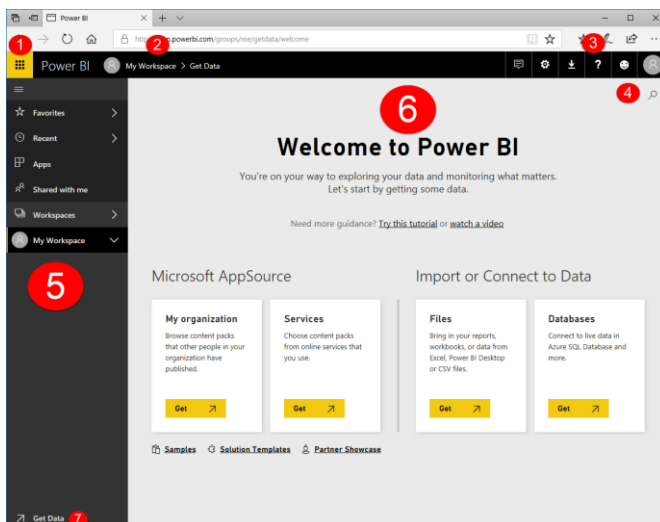 Power BI
https://app.powerbi.com/groups/me/getdata/welcome
1
2
3
Power BI
My Workspace > Get Data
?
4
6
Favorites
Recent
Apps
Shared with me
Workspaces
My Workspace
5
Welcome to Power BI
You're on your way to exploring your data and monitoring what matters.
Let's start by getting some data.
Need more guidance? Try this tutorial or watch a video
Microsoft AppSource
Import or Connect to Data
My organization
Browse content packs
that other people in your
organization have
published.
Get
Services
Choose content packs
from online services that
you use.
Get
Files
Bring in your reports,
workbooks, or data from
Excel, Power BI Desktop
or CSV files.
Get
Databases
Connect to live data in
Azure SQL Database and
more.
Get
Samples
Solution Templates
Partner Showcase
Get Data
7